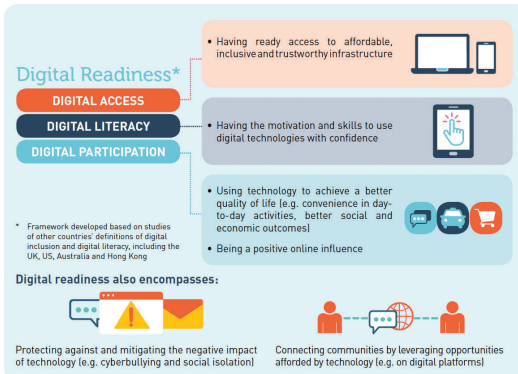 Digital Readiness*
DIGITAL ACCESS
DIGITAL LITERACY
DIGITAL PARTICIPATION
• Having ready access to affordable,
inclusive and trustworthy infrastructure
• Having the motivation and skills to use
digital technologies with confidence
• Using technology to achieve a better
quality of life (e.g. convenience in day-
to-day activities, better social and
economic outcomes)
• Being a positive online influence
* Framework developed based on studies
of other countries' definitions of digital
inclusion and digital literacy, including the
UK, US, Australia and Hong Kong
Digital readiness also encompasses:
Protecting against and mitigating the negative impact
of technology (e.g. cyberbullying and social isolation)
Connecting communities by leveraging opportunities
afforded by technology (e.g. on digital platforms)